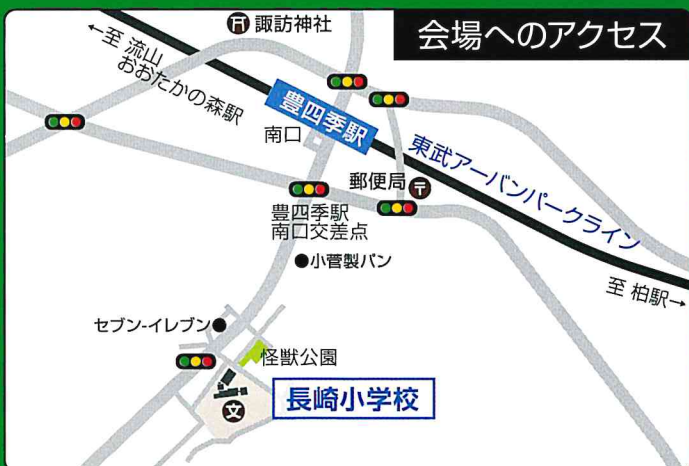 会場へのアクセス
諏訪神社
←至 流山
おおたかの森駅
豊四季駅
南口
東武アーバンパークライン
郵便局
〒
豊四季駅
南口交差点
小菅製パン
至 柏駅→
セブン-イレブン
怪獣公園
長崎小学校
文